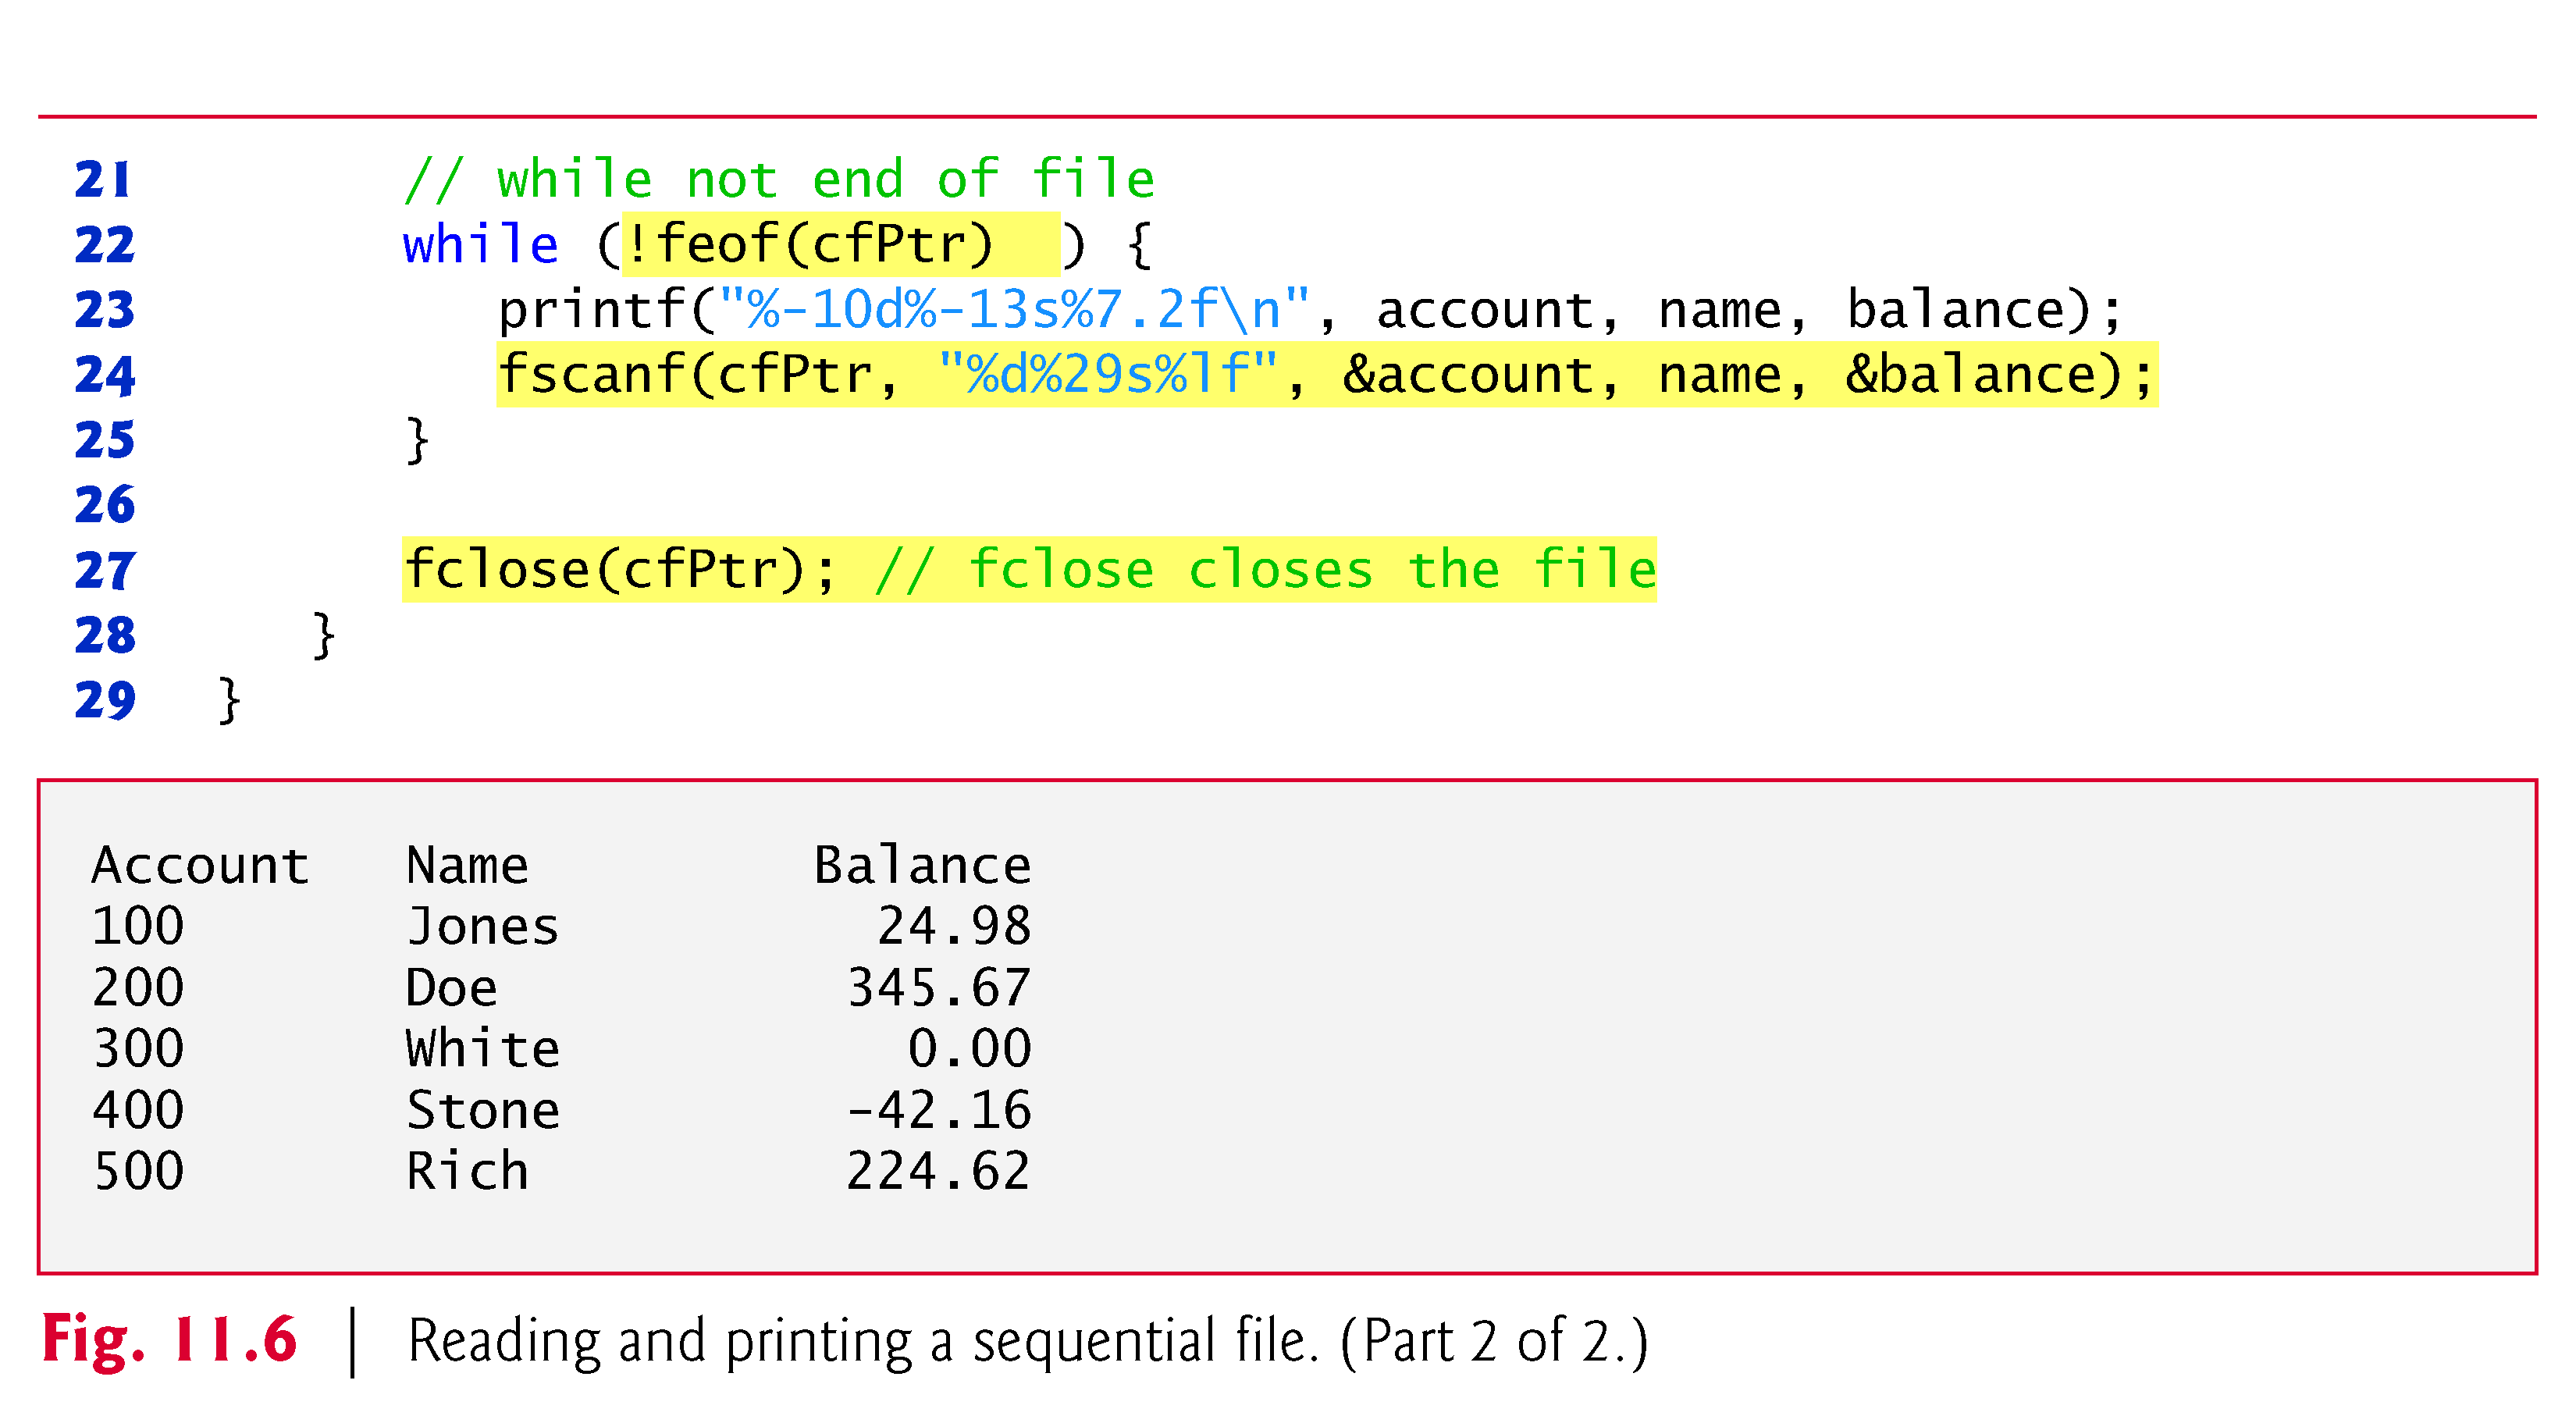 21 // while not end of file
22 while (!feof(cfPtr) ) {
23 printf("%-10d%-13s%7.2f\n", account, name, balance);
24 fscanf(cfPtr, "%d%29s%lf", &account, name, &balance);
25 }
26
27 fclose(cfPtr); // fclose closes the file
28 }
29 }
Account Name Balance
100 Jones 24.98
200 Doe 345.67
300 White 0.00
400 Stone -42.16
500 Rich 224.62
Fig. 11.6 | Reading and printing a sequential file. (Part 2 of 2.)